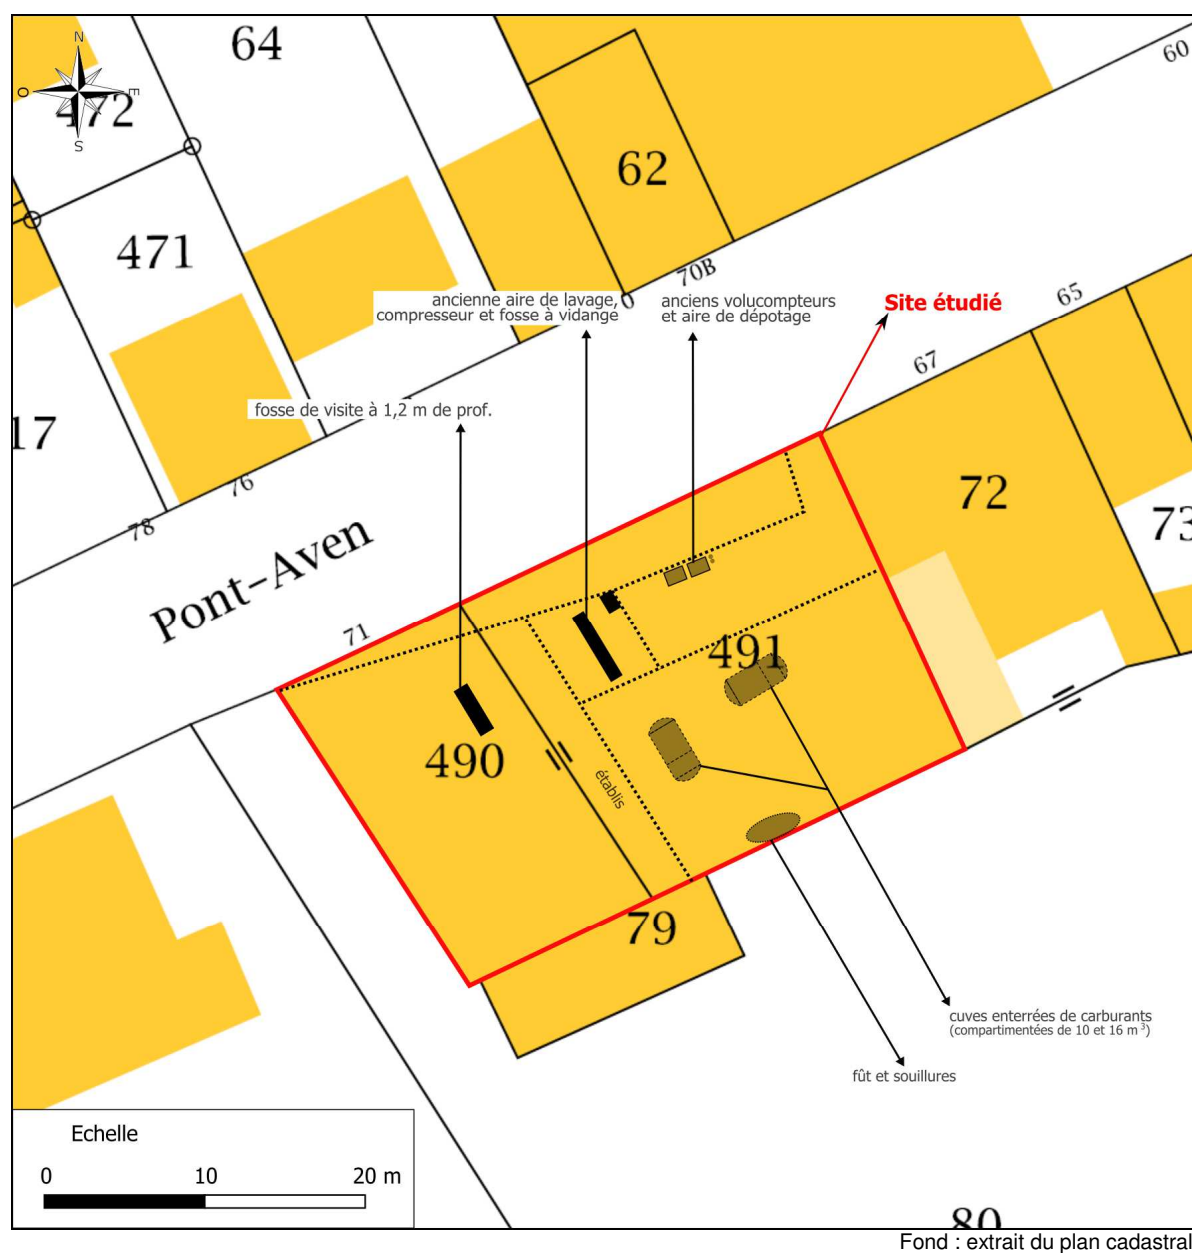 64
N
O
E
S
472
62
60
471
70B
0
65
ancienne aire de lavage,
compresseur et fosse à vidange
anciens volucompteurs
et aire de dépotage
Site étudié
67
fosse de visite à 1,2 m de prof.
17
76
78
72
73
Pont-Aven
71
491
490
établis
79
cuves enterrées de carburants
(compartimentées de 10 et 16 m³)
fût et souillures
Echelle
0 10 20 m
80
Fond : extrait du plan cadastral